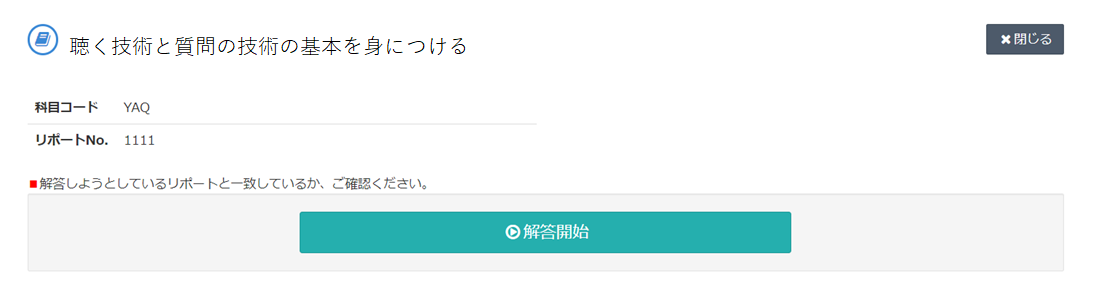 聴く技術と質問の技術の基本を身につける
閉じる
科目コード YAQ
リポートNo. 1111
■解答しようとしているリポートと一致しているか、ご確認ください。
解答開始